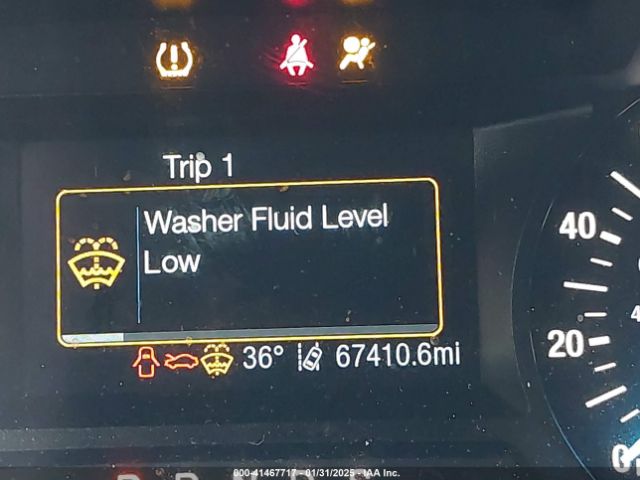 Trip 1
Washer Fluid Level
Low
36° 67410.6mi
40
20
000-41467717 - 01/31/2025 - IAA Inc.